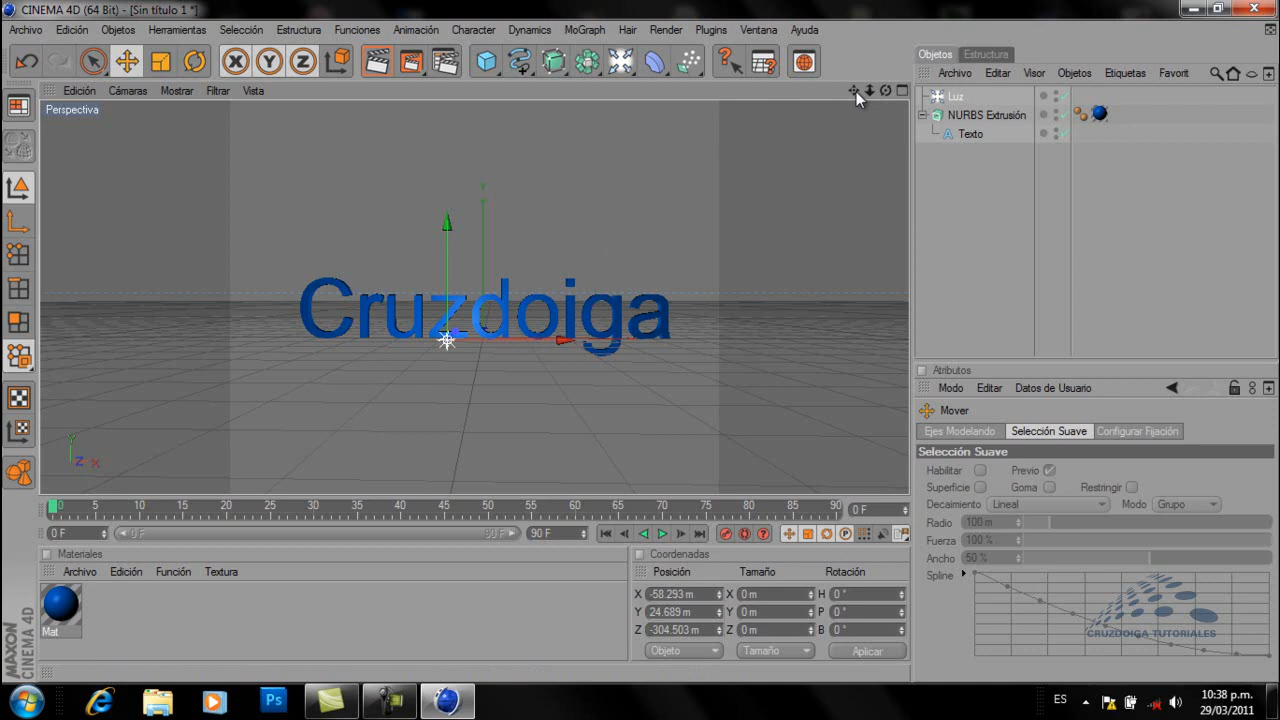 CINEMA 4D (64 Bit) - [Sin título 1 *]
Archivo Edición Objetos Herramientas Selección Estructura Funciones Animación Character Dynamics MoGraph Hair Render Plugins Ventana Ayuda
Objetos Estructura
Archivo Editar Visor Objetos Etiquetas Favorit
Edición Cámaras Mostrar Filtrar Vista
Perspectiva
Luz
NURBS Extrusión
Texto
Y
Y
Cruzdoiga
Y
Z X
Atributos
Modo Editar Datos de Usuario
Mover
Ejes Modelando Selección Suave Configurar Fijación
Selección Suave
Habilitar Previo
Superficie Goma Restringir
Decaimiento Lineal Modo Grupo
Radio 100 m
Fuerza 100 %
Ancho 50 %
Spline
CRUZDOIGA TUTORIALES
0 5 10 15 20 25 30 35 40 45 50 55 60 65 70 75 80 85 90 0 F
0 F 0 F 90 F 90 F
Materiales
Archivo Edición Función Textura
Mat
Coordenadas
Posición Tamaño Rotación
X -58.293 m X 0 m H 0 °
Y 24.689 m Y 0 m P 0 °
Z -304.503 m Z 0 m B 0 °
Objeto Tamaño Aplicar
MAXON
CINEMA 4D
Ps
ES
10:38 p.m.
29/03/2011